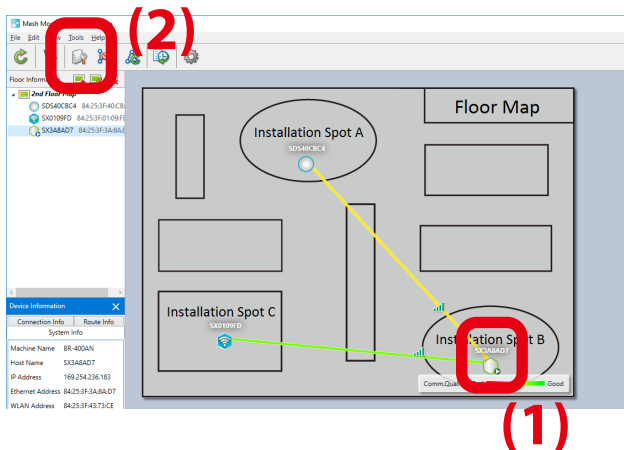 Mesh Mo
(2)
File Edit View Tools Help
Floor Information
2nd Floor Map
SDS40CBC4 84:25:3F:40:CB:
SX0109FD 84:25:3F:01:09:FD
SX3A8AD7 84:25:3F:3A:8A:D
Floor Map
Installation Spot A
SDS40CBC4
Installation Spot C
SX0109FD
Installation Spot B
SX3A8AD7
Comm.Quality
Good
(1)
Device Information
Connection Info Route Info
System Info
Machine Name BR-400AN
Host Name SX3A8AD7
IP Address 169.254.236.183
Ethernet Address 84:25:3F:3A:8A:D7
WLAN Address 84:25:3F:43:73:CE